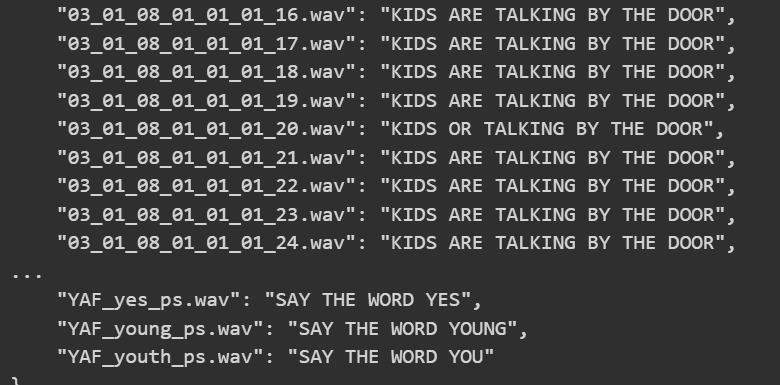 "03_01_08_01_01_01_16.wav": "KIDS ARE TALKING BY THE DOOR",
"03_01_08_01_01_01_17.wav": "KIDS ARE TALKING BY THE DOOR",
"03_01_08_01_01_01_18.wav": "KIDS ARE TALKING BY THE DOOR",
"03_01_08_01_01_01_19.wav": "KIDS ARE TALKING BY THE DOOR",
"03_01_08_01_01_01_20.wav": "KIDS OR TALKING BY THE DOOR",
"03_01_08_01_01_01_21.wav": "KIDS ARE TALKING BY THE DOOR",
"03_01_08_01_01_01_22.wav": "KIDS ARE TALKING BY THE DOOR",
"03_01_08_01_01_01_23.wav": "KIDS ARE TALKING BY THE DOOR",
"03_01_08_01_01_01_24.wav": "KIDS ARE TALKING BY THE DOOR",
...
"YAF_yes_ps.wav": "SAY THE WORD YES",
"YAF_young_ps.wav": "SAY THE WORD YOUNG",
"YAF_youth_ps.wav": "SAY THE WORD YOU"
}